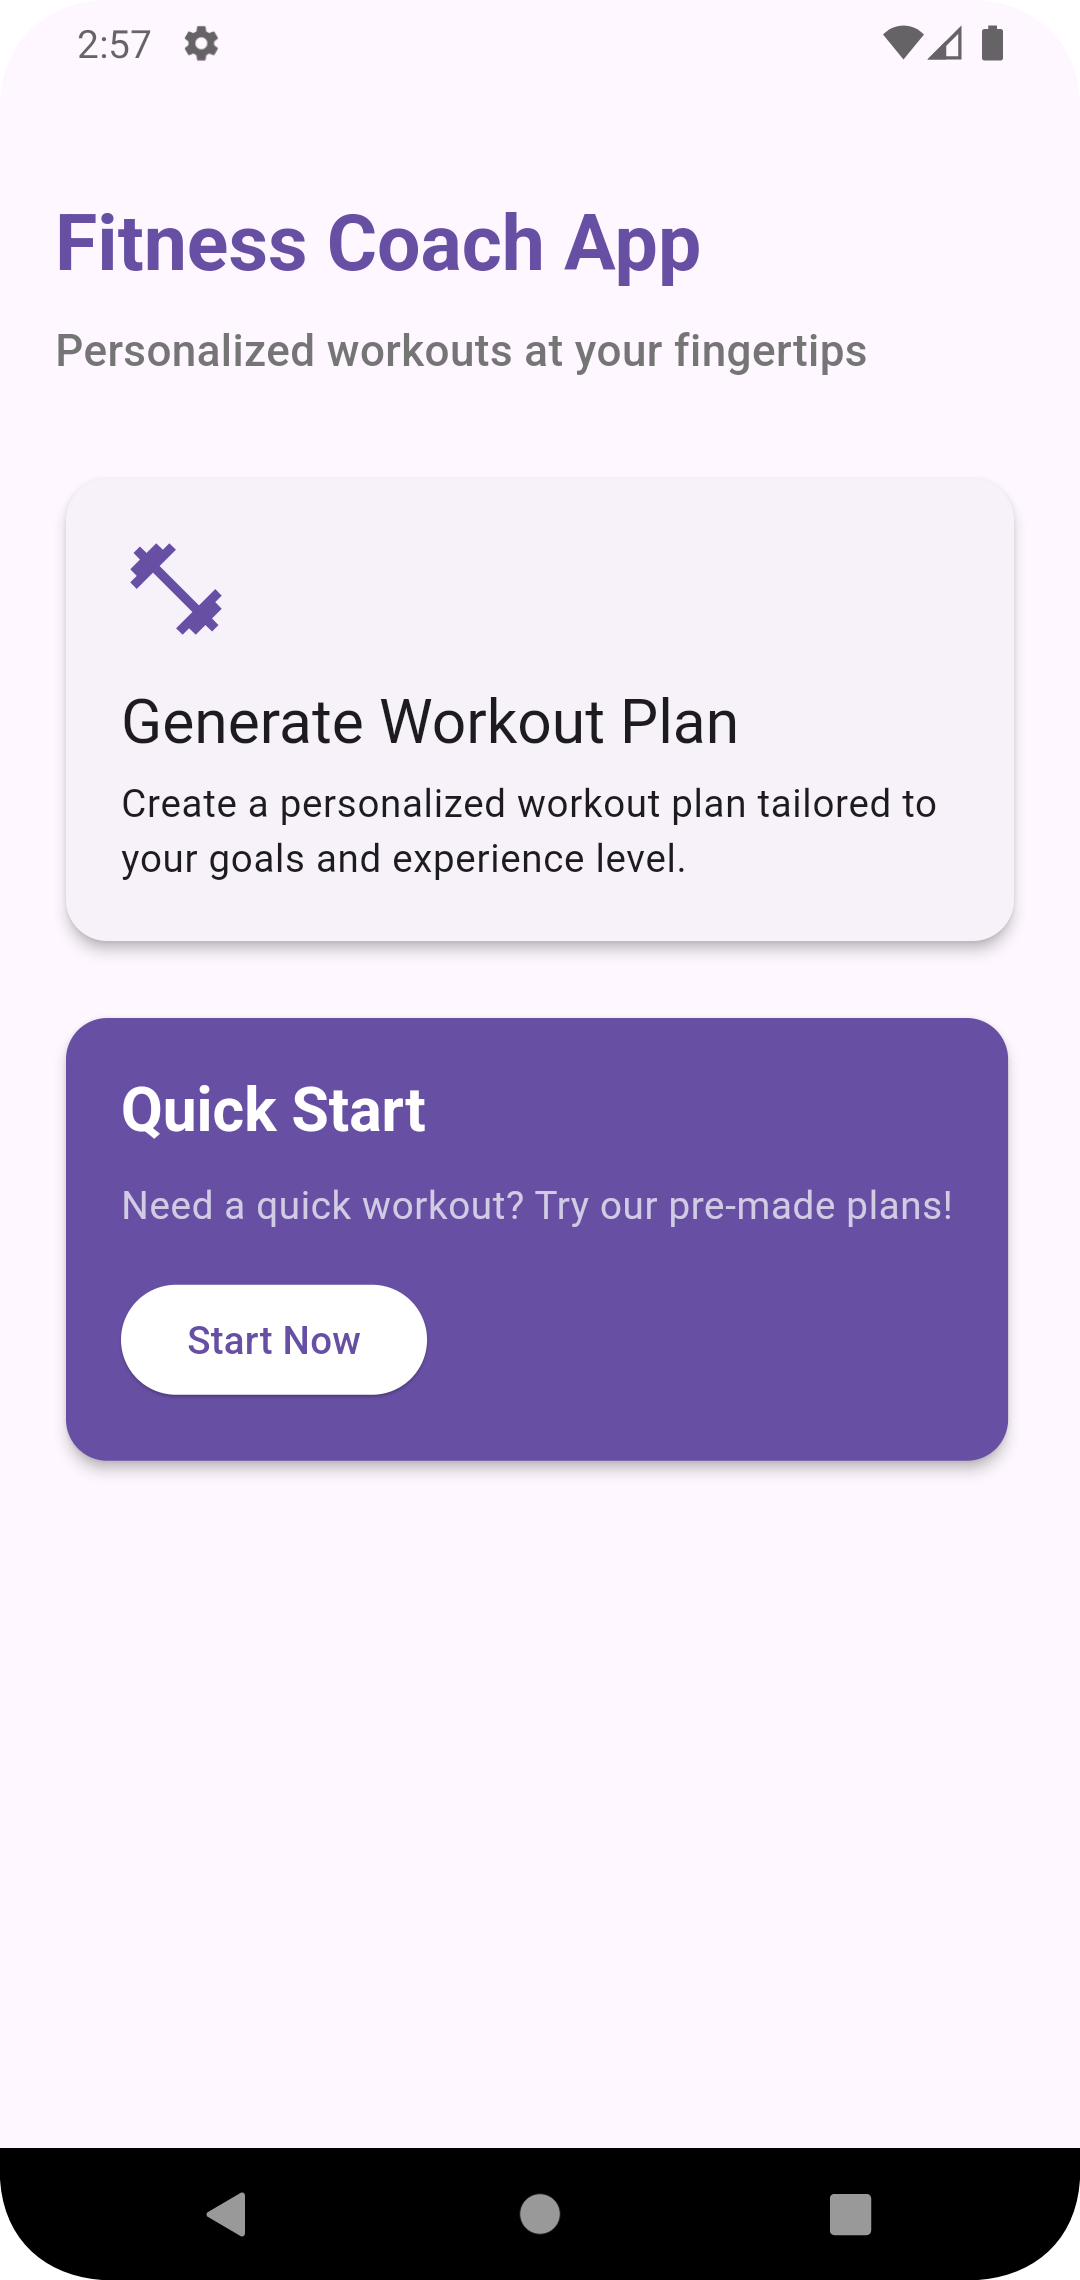 2:57
Fitness Coach App
Personalized workouts at your fingertips
Generate Workout Plan
Create a personalized workout plan tailored to
your goals and experience level.
Quick Start
Need a quick workout? Try our pre-made plans!
Start Now